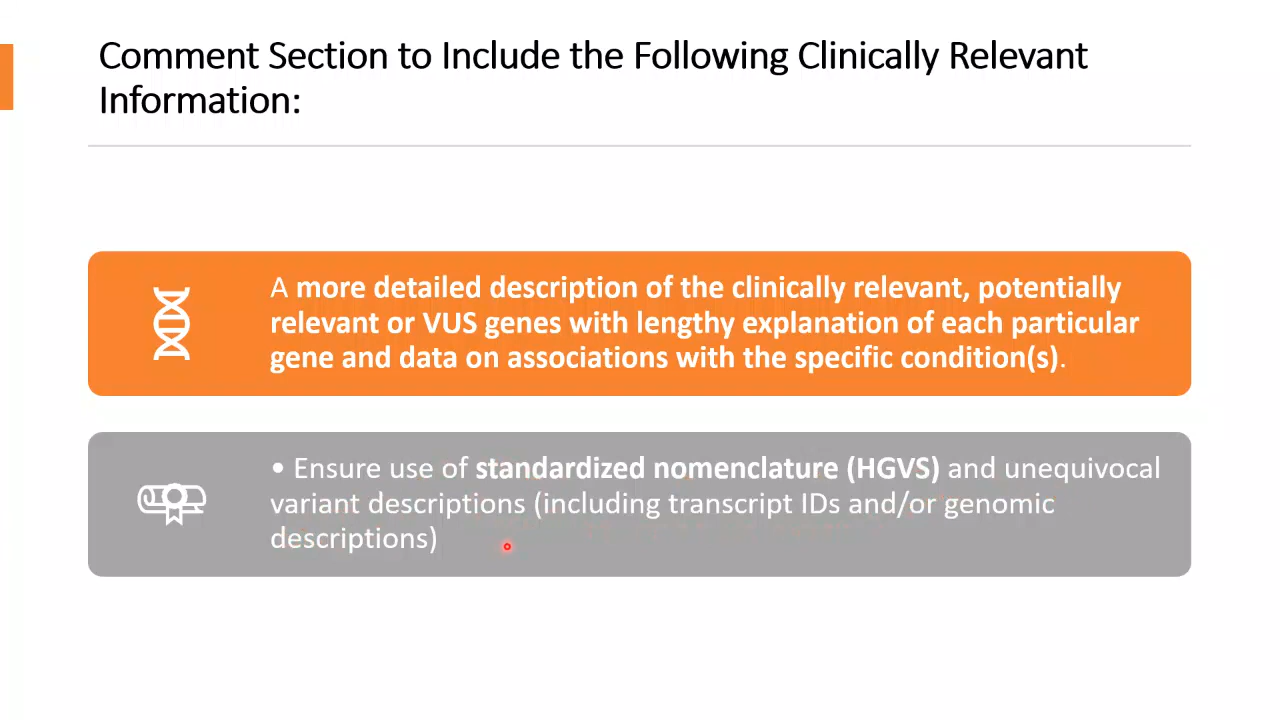 Comment Section to Include the Following Clinically Relevant
Information:
A more detailed description of the clinically relevant, potentially
relevant or VUS genes with lengthy explanation of each particular
gene and data on associations with the specific condition(s).
• Ensure use of standardized nomenclature (HGVS) and unequivocal
variant descriptions (including transcript IDs and/or genomic
descriptions)